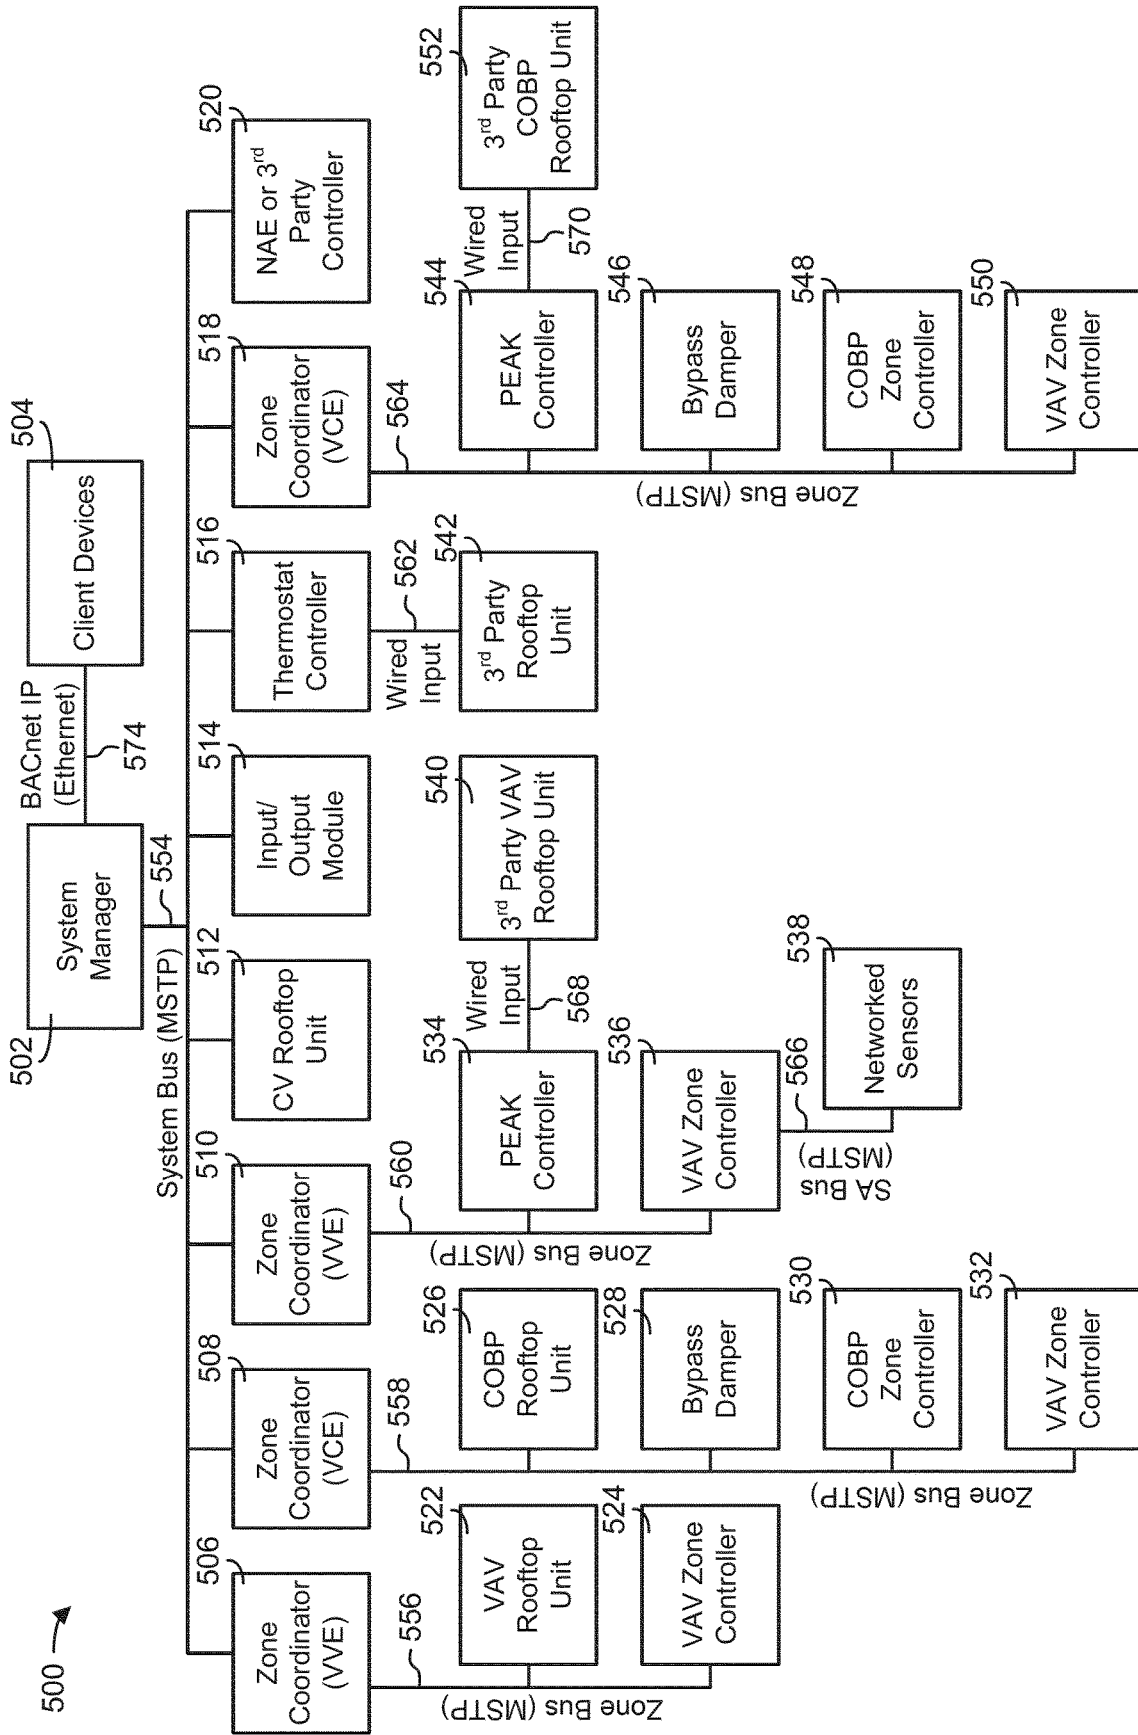 500
502
System
Manager
BACnet IP
(Ethernet)
574
504
Client Devices
554
System Bus (MSTP)
506
Zone
Coordinator
(VVE)
508
Zone
Coordinator
(VCE)
510
Zone
Coordinator
(VVE)
512
CV Rooftop
Unit
514
Input/
Output
Module
516
Thermostat
Controller
518
Zone
Coordinator
(VCE)
520
NAE or 3rd
Party
Controller
556
Zone Bus (MSTP)
522
VAV
Rooftop
Unit
524
VAV Zone
Controller
558
Zone Bus (MSTP)
526
COBP
Rooftop
Unit
528
Bypass
Damper
530
COBP
Zone
Controller
532
VAV Zone
Controller
560
Zone Bus (MSTP)
534
PEAK
Controller
Wired
Input
568
540
3rd Party VAV
Rooftop Unit
536
VAV Zone
Controller
566
SA Bus
(MSTP)
538
Networked
Sensors
Wired
Input
562
542
3rd Party
Rooftop
Unit
564
Zone Bus (MSTP)
544
PEAK
Controller
Wired
Input
570
552
3rd Party
COBP
Rooftop Unit
546
Bypass
Damper
548
COBP
Zone
Controller
550
VAV Zone
Controller